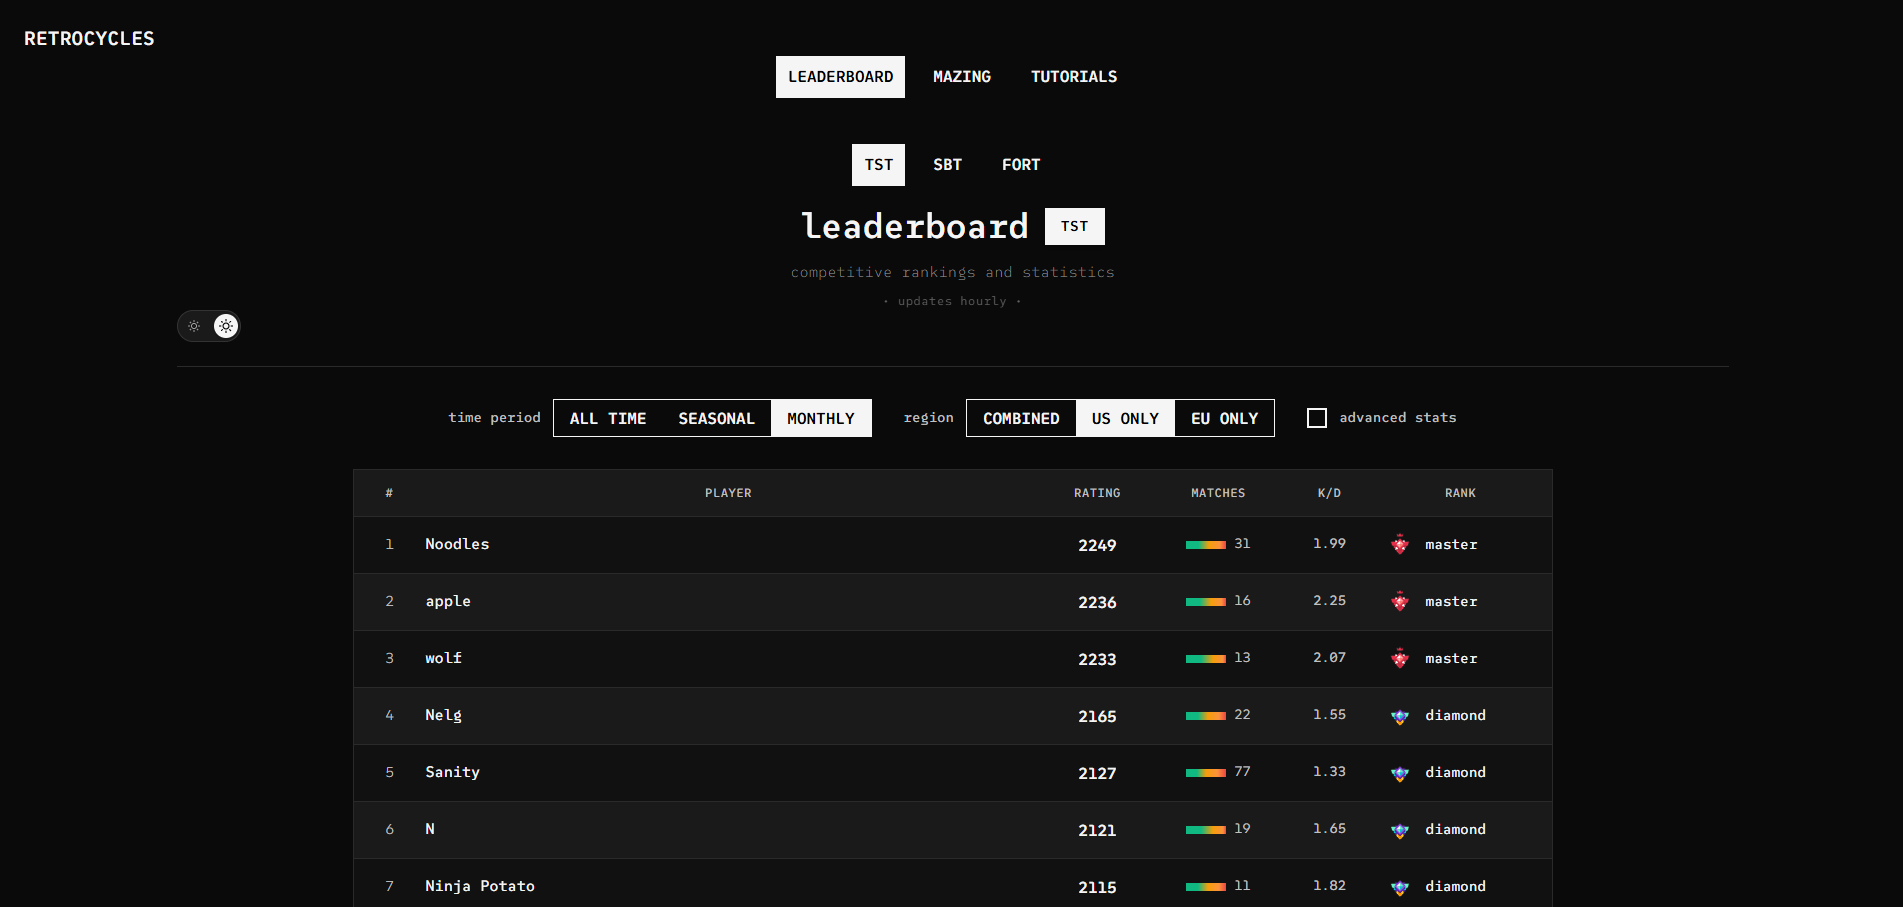 RETROCYCLES
LEADERBOARD MAZING TUTORIALS
TST SBT FORT
leaderboard TST
competitive rankings and statistics
· updates hourly ·
time period ALL TIME SEASONAL MONTHLY region COMBINED US ONLY EU ONLY advanced stats
# PLAYER RATING MATCHES K/D RANK
1 Noodles 2249 31 1.99 master
2 apple 2236 16 2.25 master
3 wolf 2233 13 2.07 master
4 Nelg 2165 22 1.55 diamond
5 Sanity 2127 77 1.33 diamond
6 N 2121 19 1.65 diamond
7 Ninja Potato 2115 11 1.82 diamond